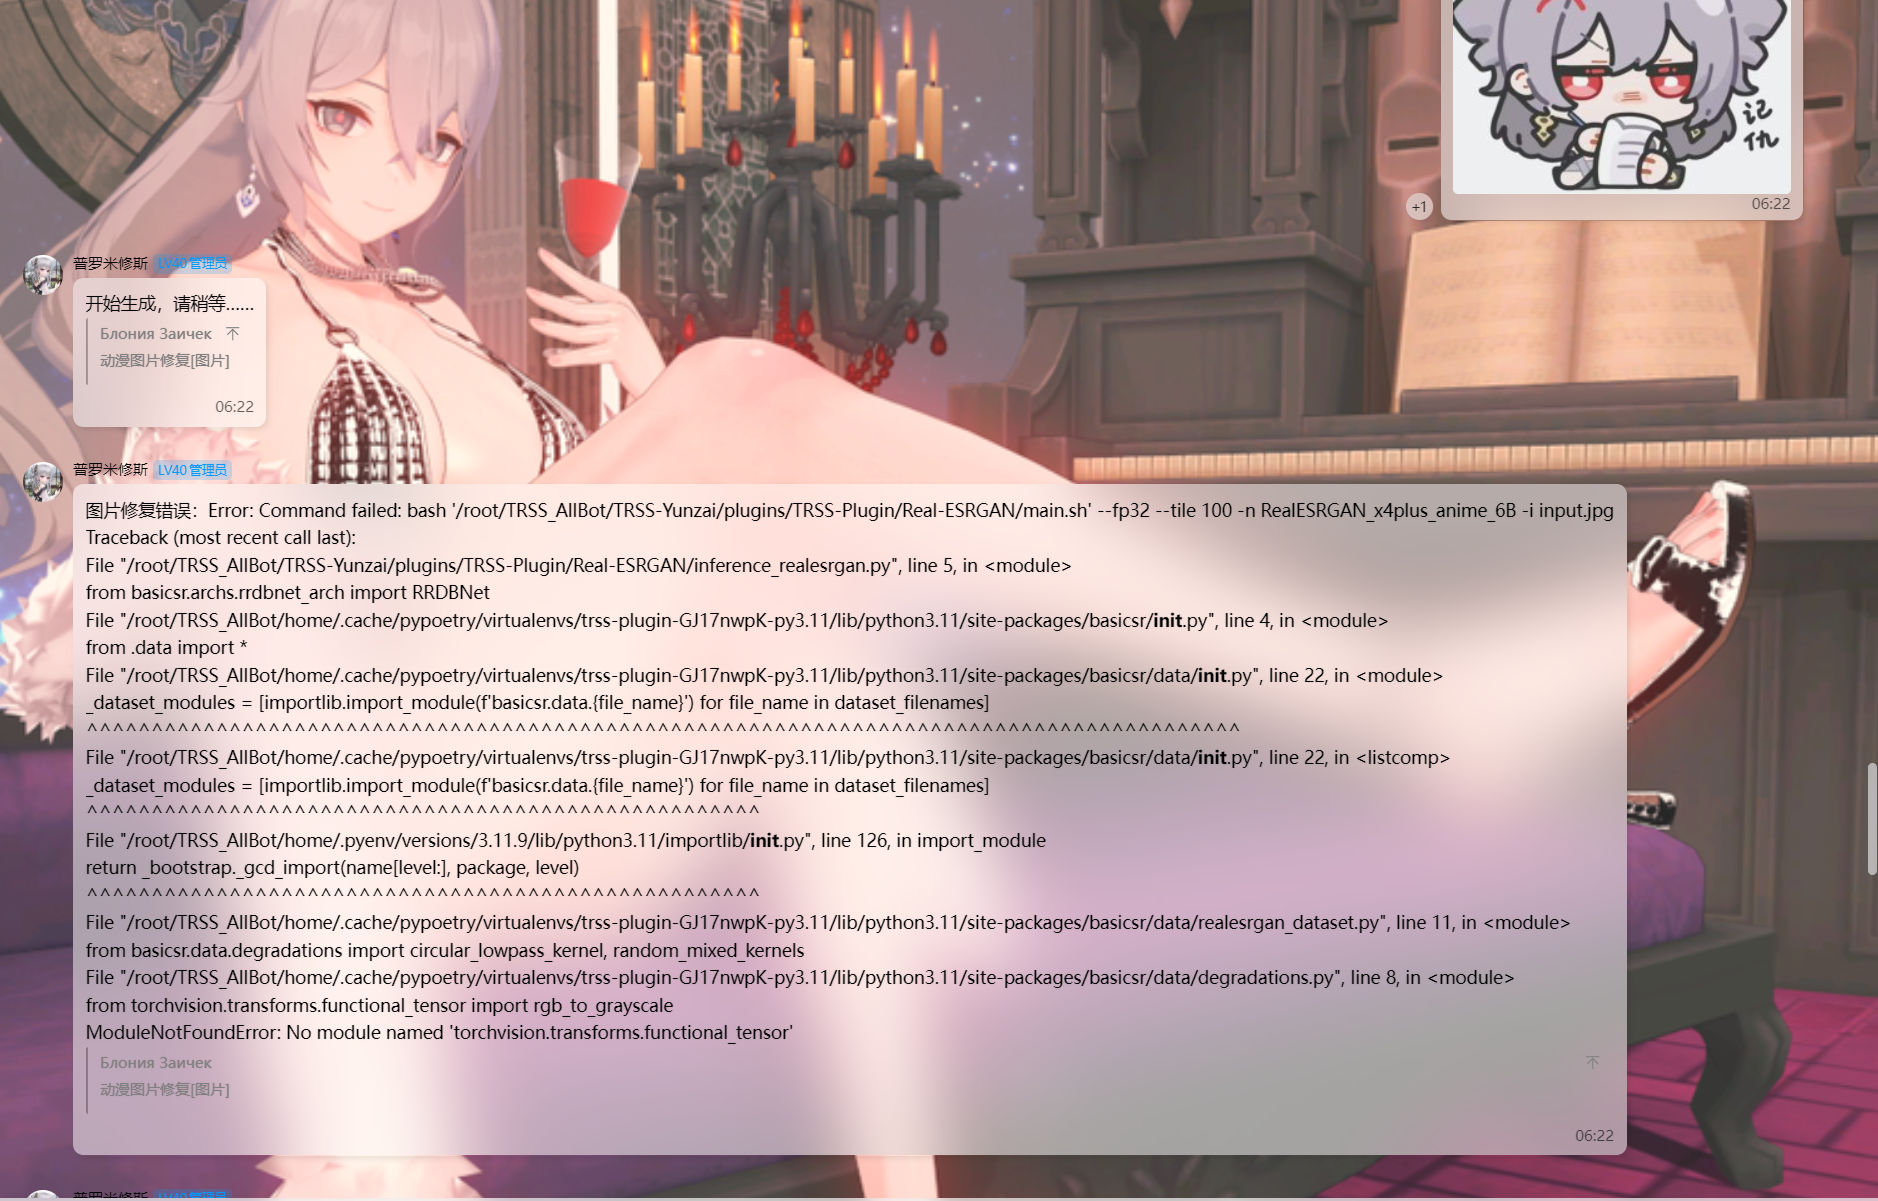 记
仇
+1
06:22
普罗米修斯 LV40 管理员
开始生成，请稍等......
Блония Заичек
动漫图片修复[图片]
06:22
普罗米修斯 LV40 管理员
图片修复错误：Error: Command failed: bash '/root/TRSS_AllBot/TRSS-Yunzai/plugins/TRSS-Plugin/Real-ESRGAN/main.sh' --fp32 --tile 100 -n RealESRGAN_x4plus_anime_6B -i input.jpg
Traceback (most recent call last):
File "/root/TRSS_AllBot/TRSS-Yunzai/plugins/TRSS-Plugin/Real-ESRGAN/inference_realesrgan.py", line 5, in <module>
from basicsr.archs.rrdbnet_arch import RRDBNet
File "/root/TRSS_AllBot/home/.cache/pypoetry/virtualenvs/trss-plugin-GJ17nwpK-py3.11/lib/python3.11/site-packages/basicsr/init.py", line 4, in <module>
from .data import *
File "/root/TRSS_AllBot/home/.cache/pypoetry/virtualenvs/trss-plugin-GJ17nwpK-py3.11/lib/python3.11/site-packages/basicsr/data/init.py", line 22, in <module>
_dataset_modules = [importlib.import_module(f'basicsr.data.{file_name}') for file_name in dataset_filenames]
^^^^^^^^^^^^^^^^^^^^^^^^^^^^^^^^^^^^^^^^^^^^^^^^^^^^^^^^^^^^^^^^^^^^^^^^^^^^^^^^^^^^^^^^^
File "/root/TRSS_AllBot/home/.cache/pypoetry/virtualenvs/trss-plugin-GJ17nwpK-py3.11/lib/python3.11/site-packages/basicsr/data/init.py", line 22, in <listcomp>
_dataset_modules = [importlib.import_module(f'basicsr.data.{file_name}') for file_name in dataset_filenames]
^^^^^^^^^^^^^^^^^^^^^^^^^^^^^^^^^^^^^^^^^^^^^^^^^^^^
File "/root/TRSS_AllBot/home/.pyenv/versions/3.11.9/lib/python3.11/importlib/init.py", line 126, in import_module
return _bootstrap._gcd_import(name[level:], package, level)
^^^^^^^^^^^^^^^^^^^^^^^^^^^^^^^^^^^^^^^^^^^^^^^^^^^^
File "/root/TRSS_AllBot/home/.cache/pypoetry/virtualenvs/trss-plugin-GJ17nwpK-py3.11/lib/python3.11/site-packages/basicsr/data/realesrgan_dataset.py", line 11, in <module>
from basicsr.data.degradations import circular_lowpass_kernel, random_mixed_kernels
File "/root/TRSS_AllBot/home/.cache/pypoetry/virtualenvs/trss-plugin-GJ17nwpK-py3.11/lib/python3.11/site-packages/basicsr/data/degradations.py", line 8, in <module>
from torchvision.transforms.functional_tensor import rgb_to_grayscale
ModuleNotFoundError: No module named 'torchvision.transforms.functional_tensor'
Блония Заичек
动漫图片修复[图片]
06:22
普罗米修斯 LV40 管理员